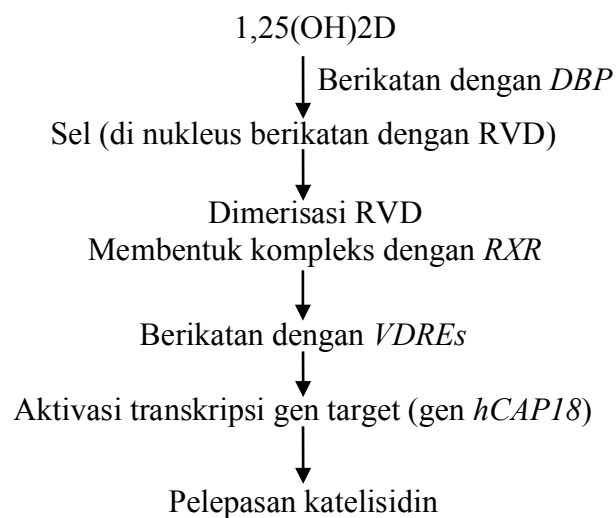 1,25(OH)2D
Berikatan dengan DBP
Sel (di nukleus berikatan dengan RVD)
Dimerisasi RVD
Membentuk kompleks dengan RXR
Berikatan dengan VDREs
Aktivasi transkripsi gen target (gen hCAP18)
Pelepasan katelisidin